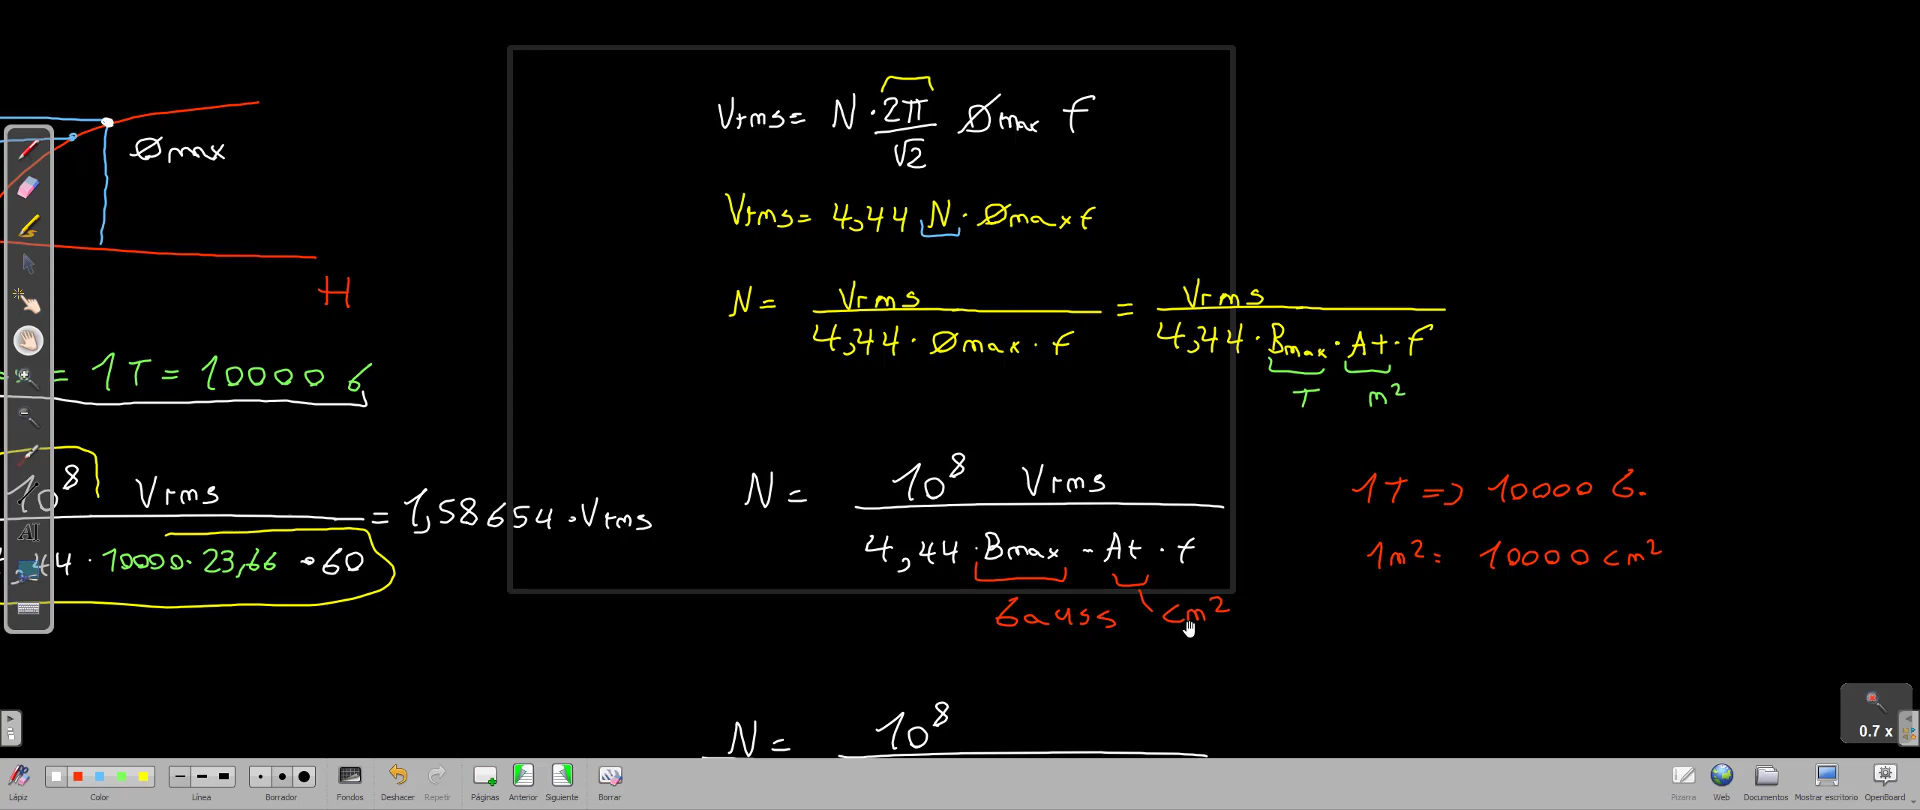 Vrms = N · 2π/√2 Ømax f
Ømax
Vrms = 4,44 N · Ømax f
H
N = Vrms / 4,44 · Ømax · f = Vrms / 4,44 · Bmax · At · f
T m²
= 1T = 10000 G
N = 10⁸ Vrms / 4,44 · Bmax - At · f
Gauss cm²
1T => 10000 G.
1m² = 10000 cm²
10⁸ Vrms / 44 · 10000 · 23,66 · 60 = 1,58654 · Vrms
AI
N = 10⁸
0.7 x
Lápiz Color Línea Borrador Fondos Deshacer Repetir Páginas Anterior Siguiente Borrar Pizarra Web Documentos Mostrar escritorio OpenBoard